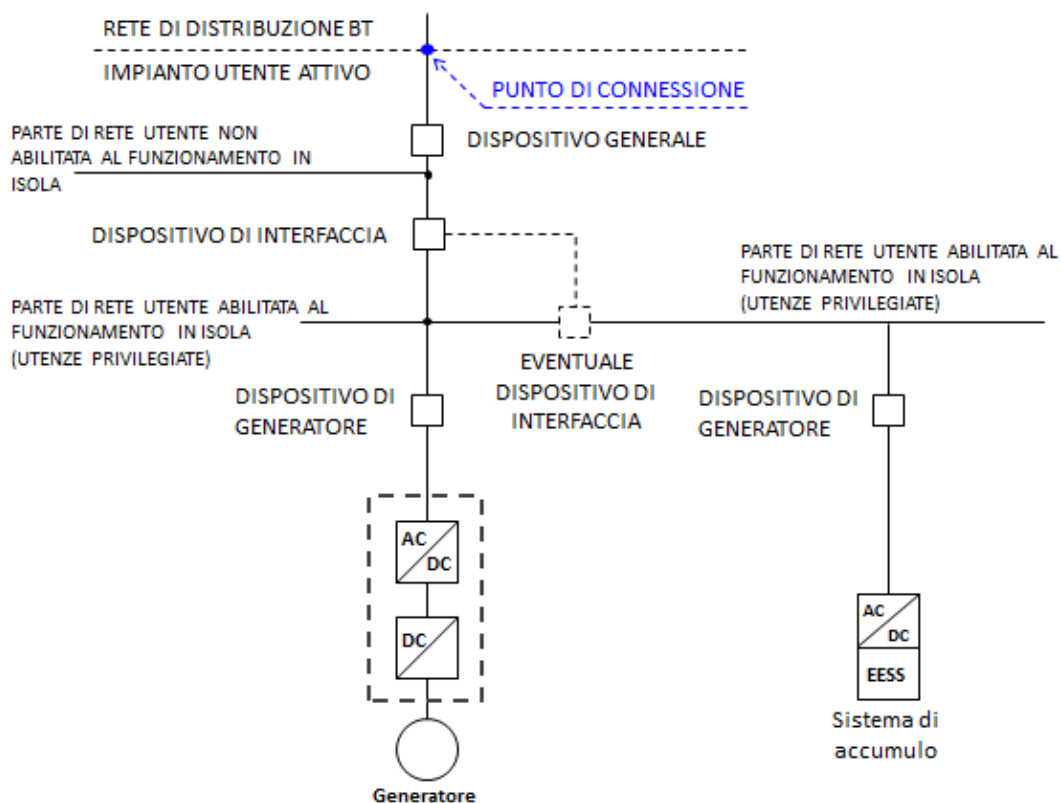 RETE DI DISTRIBUZIONE BT
IMPIANTO UTENTE ATTIVO
PUNTO DI CONNESSIONE
PARTE DI RETE UTENTE NON
ABILITATA AL FUNZIONAMENTO IN
ISOLA
DISPOSITIVO GENERALE
DISPOSITIVO DI INTERFACCIA
PARTE DI RETE UTENTE ABILITATA AL
FUNZIONAMENTO IN ISOLA
(UTENZE PRIVILEGIATE)
PARTE DI RETE UTENTE ABILITATA AL
FUNZIONAMENTO IN ISOLA
(UTENZE PRIVILEGIATE)
EVENTUALE
DISPOSITIVO DI
INTERFACCIA
DISPOSITIVO DI
GENERATORE
DISPOSITIVO DI
GENERATORE
AC
DC
DC
Generatore
AC
DC
EESS
Sistema di
accumulo